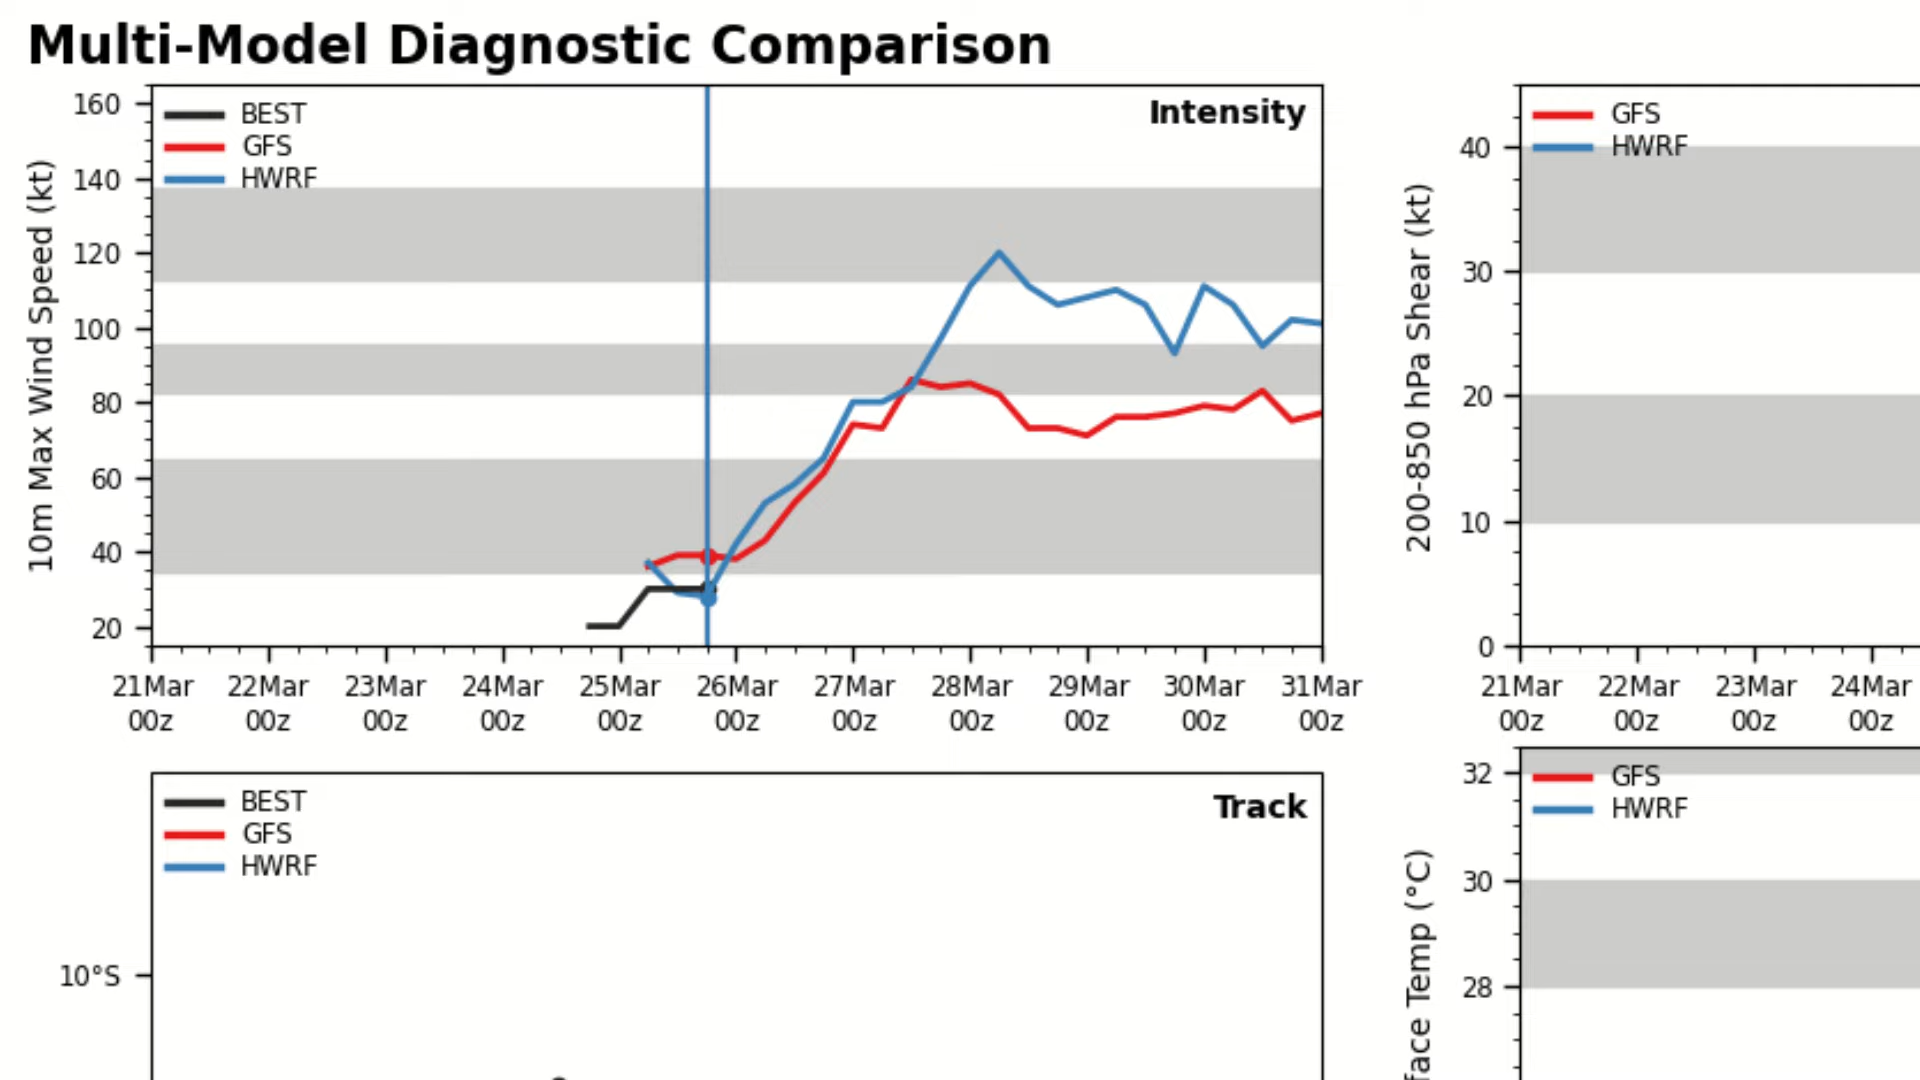 Multi-Model Diagnostic Comparison
Intensity
BEST
GFS
HWRF
10m Max Wind Speed (kt)
160
140
120
100
80
60
40
20
21Mar 22Mar 23Mar 24Mar 25Mar 26Mar 27Mar 28Mar 29Mar 30Mar 31Mar
00z 00z 00z 00z 00z 00z 00z 00z 00z 00z 00z
GFS
HWRF
200-850 hPa Shear (kt)
40
30
20
10
0
21Mar 22Mar 23Mar 24Mar
00z 00z 00z 00z
Track
BEST
GFS
HWRF
10°S
GFS
HWRF
face Temp (°C)
32
30
28